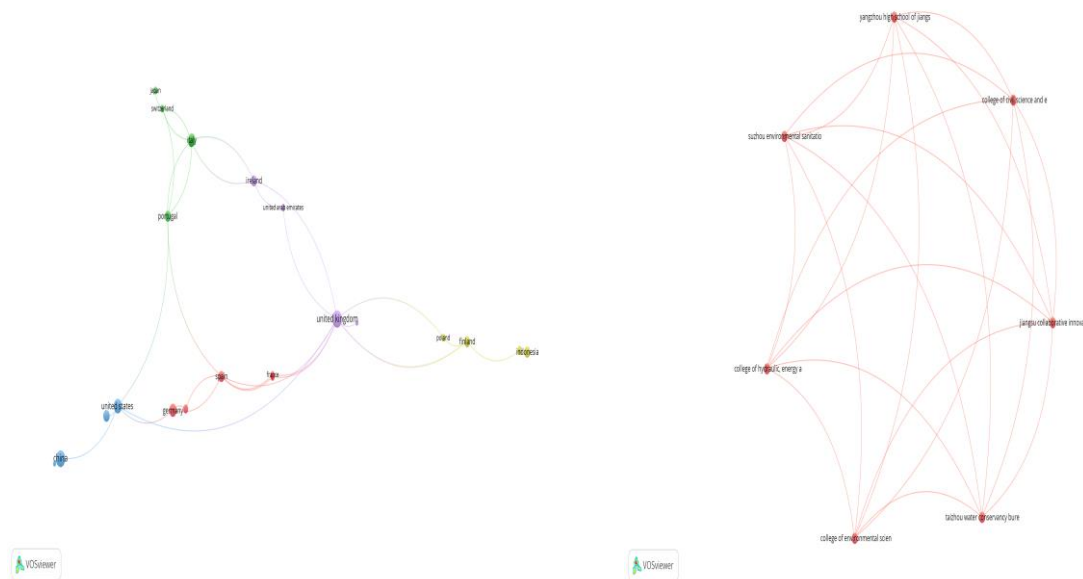 japan
switzerland
portugal
ireland
united arab emirates
united kingdom
poland
finland
indonesia
spain
france
united states
germany
china
VOSviewer
yangzhou high school of jiangs
college of civil science and e
suzhou environmental sanitatio
jiangsu collaborative innova
college of hydraulic, energy a
taizhou water conservancy bure
college of environmental scien
VOSviewer